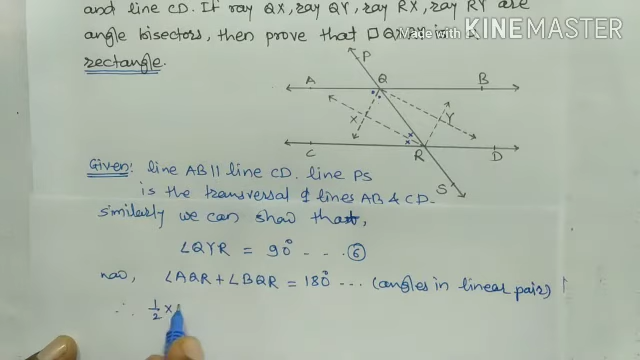 and line CD. If ray QX, ray QY, ray RX, ray RY are
angle bisectors, then prove that □QXRY is a
rectangle.
Made with KINEMASTER
P
A Q B
X Y
C R D
S
Given: line AB || line CD. line PS
is the transversal of lines AB & CD.
similarly we can show that,
∠QYR = 90° - - - ⑥
now, ∠AQR + ∠BQR = 180° ... (angles in linear pair)
∴ 1/2 ×